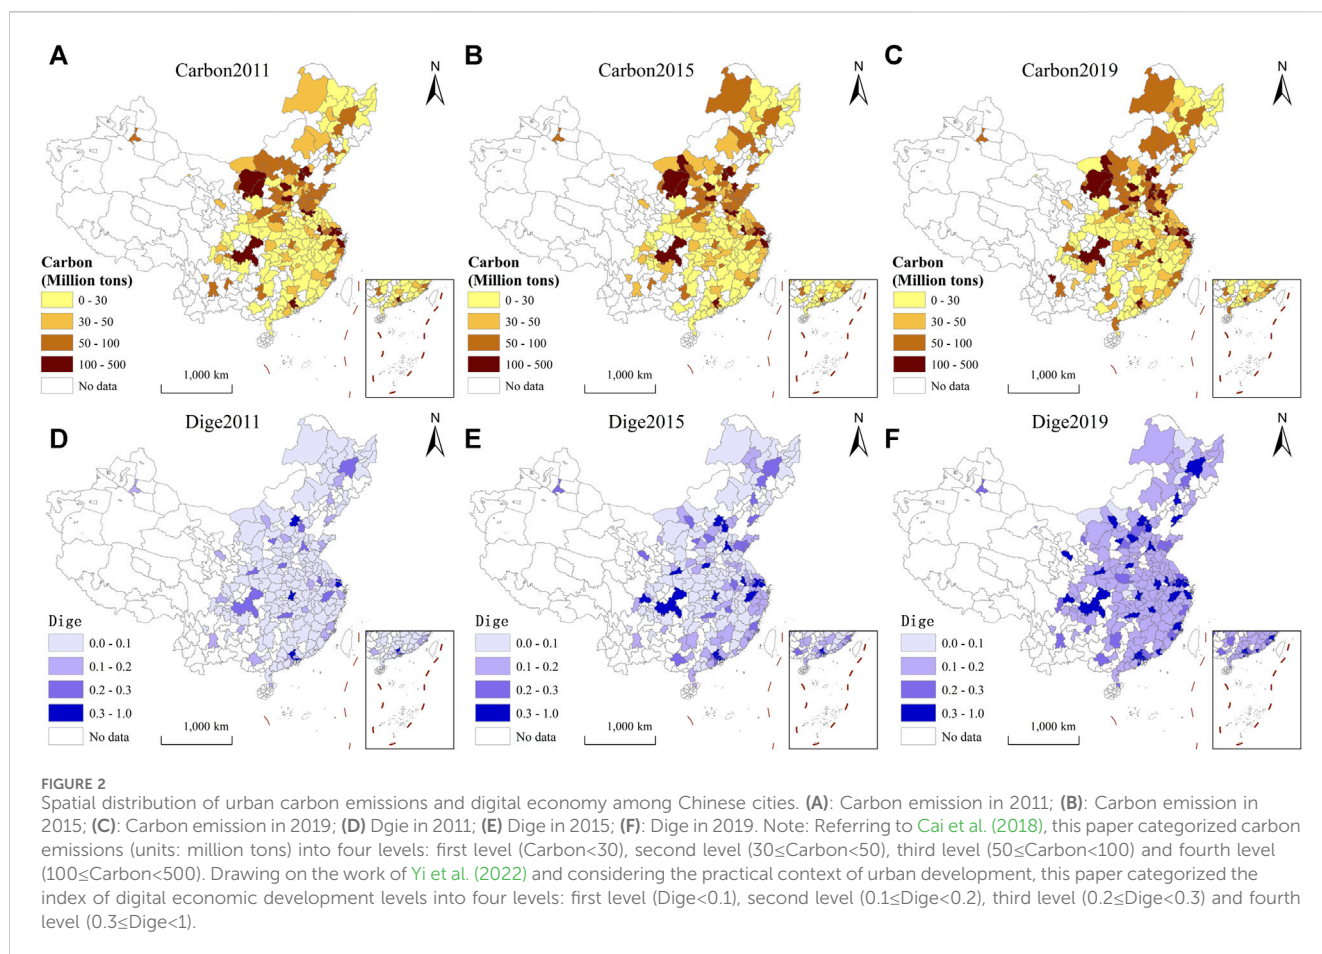 A
Carbon2011
N
Carbon
(Million tons)
0 - 30
30 - 50
50 - 100
100 - 500
No data
1,000 km
B
Carbon2015
N
Carbon
(Million tons)
0 - 30
30 - 50
50 - 100
100 - 500
No data
1,000 km
C
Carbon2019
N
Carbon
(Million tons)
0 - 30
30 - 50
50 - 100
100 - 500
No data
1,000 km
D
Dige2011
N
Dige
0.0 - 0.1
0.1 - 0.2
0.2 - 0.3
0.3 - 1.0
No data
1,000 km
E
Dige2015
N
Dige
0.0 - 0.1
0.1 - 0.2
0.2 - 0.3
0.3 - 1.0
No data
1,000 km
F
Dige2019
N
Dige
0.0 - 0.1
0.1 - 0.2
0.2 - 0.3
0.3 - 1.0
No data
1,000 km
FIGURE 2
Spatial distribution of urban carbon emissions and digital economy among Chinese cities. (A): Carbon emission in 2011; (B): Carbon emission in
2015; (C): Carbon emission in 2019; (D) Dgie in 2011; (E) Dige in 2015; (F): Dige in 2019. Note: Referring to Cai et al. (2018), this paper categorized carbon
emissions (units: million tons) into four levels: first level (Carbon<30), second level (30≤Carbon<50), third level (50≤Carbon<100) and fourth level
(100≤Carbon<500). Drawing on the work of Yi et al. (2022) and considering the practical context of urban development, this paper categorized the
index of digital economic development levels into four levels: first level (Dige<0.1), second level (0.1≤Dige<0.2), third level (0.2≤Dige<0.3) and fourth
level (0.3≤Dige<1).